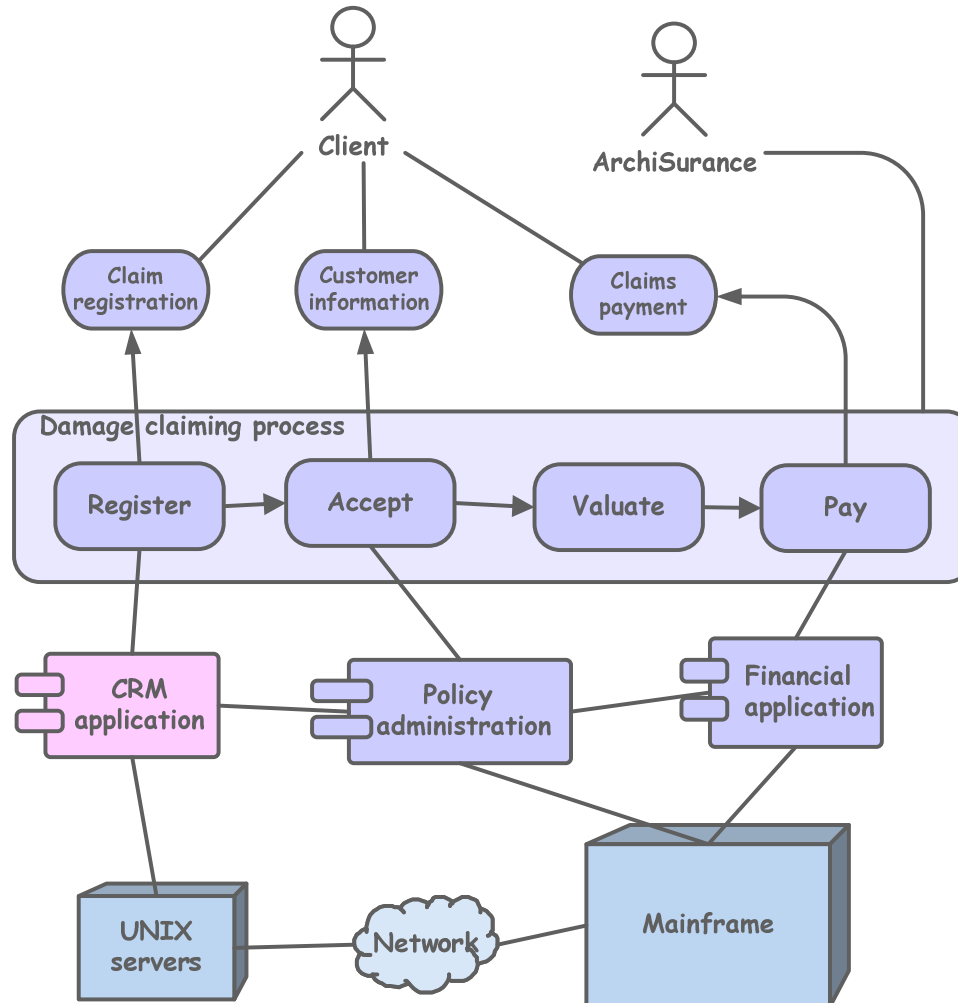 Client
ArchiSurance
Claim
registration
Customer
information
Claims
payment
Damage claiming process
Register
Accept
Valuate
Pay
CRM
application
Policy
administration
Financial
application
UNIX
servers
Network
Mainframe